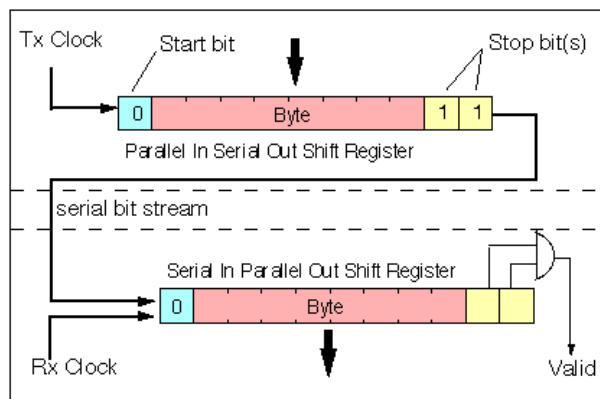 Tx Clock
Start bit
Stop bit(s)
0
Byte
1
1
Parallel In Serial Out Shift Register
serial bit stream
Serial In Parallel Out Shift Register
0
Byte
Rx Clock
Valid